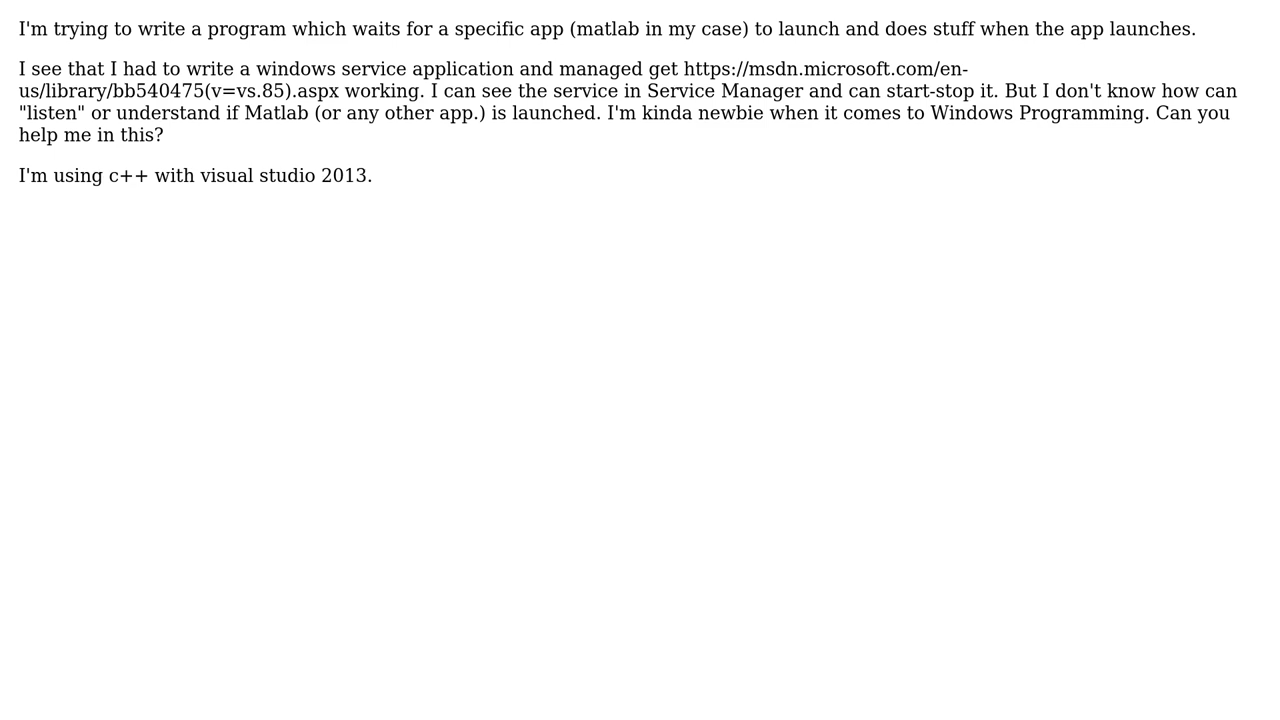 I'm trying to write a program which waits for a specific app (matlab in my case) to launch and does stuff when the app launches.
I see that I had to write a windows service application and managed get https://msdn.microsoft.com/en-
us/library/bb540475(v=vs.85).aspx working. I can see the service in Service Manager and can start-stop it. But I don't know how can
"listen" or understand if Matlab (or any other app.) is launched. I'm kinda newbie when it comes to Windows Programming. Can you
help me in this?
I'm using c++ with visual studio 2013.